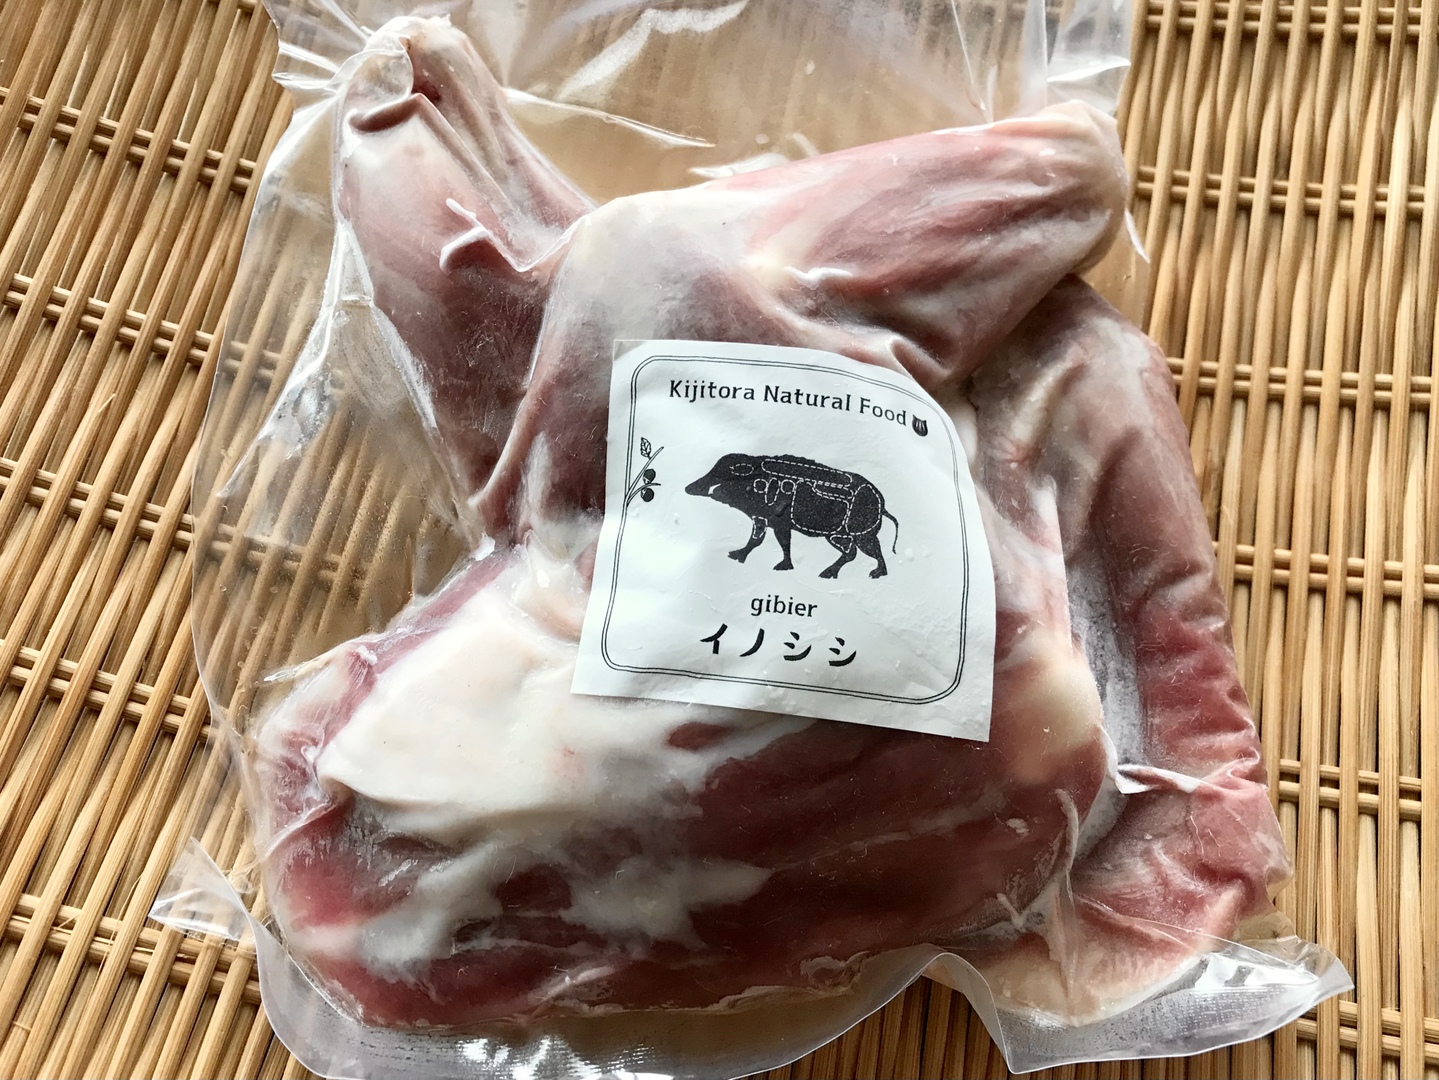 Kijitora Natural Food
gibier
イノシシ